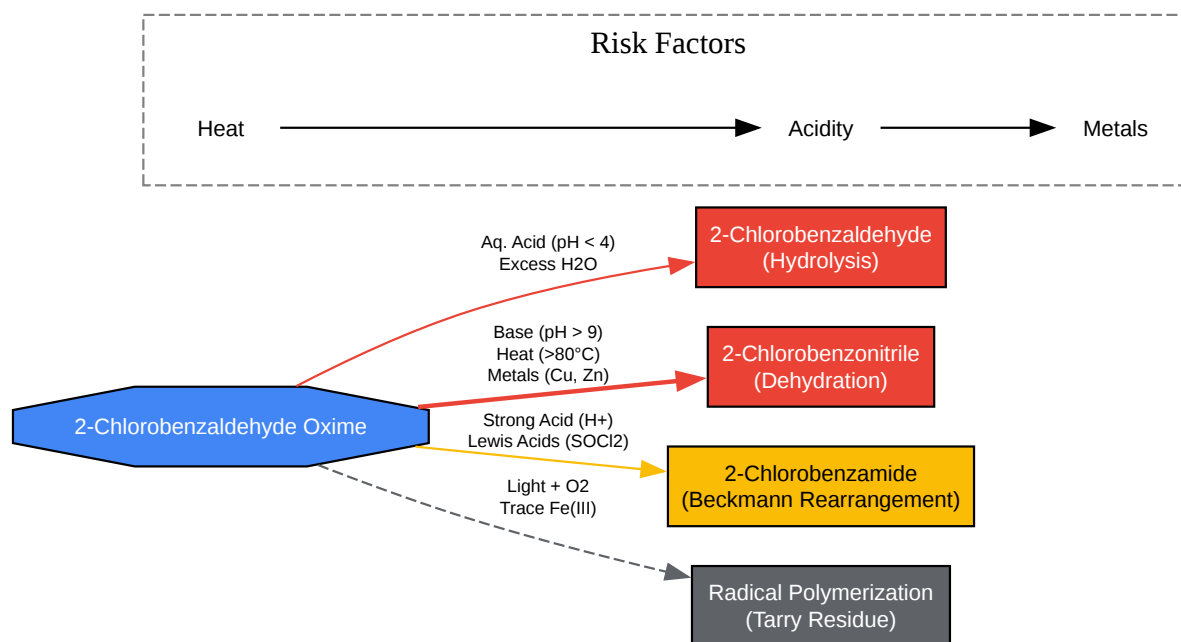 Risk Factors
Heat
Acidity
Metals
2-Chlorobenzaldehyde
(Hydrolysis)
Aq. Acid (pH < 4)
Excess H2O
Base (pH > 9)
Heat (>80°C)
Metals (Cu, Zn)
2-Chlorobenzonitrile
(Dehydration)
2-Chlorobenzaldehyde Oxime
Strong Acid (H+)
Lewis Acids (SOCl2)
2-Chlorobenzamide
(Beckmann Rearrangement)
Light + O2
Trace Fe(III)
Radical Polymerization
(Tarry Residue)